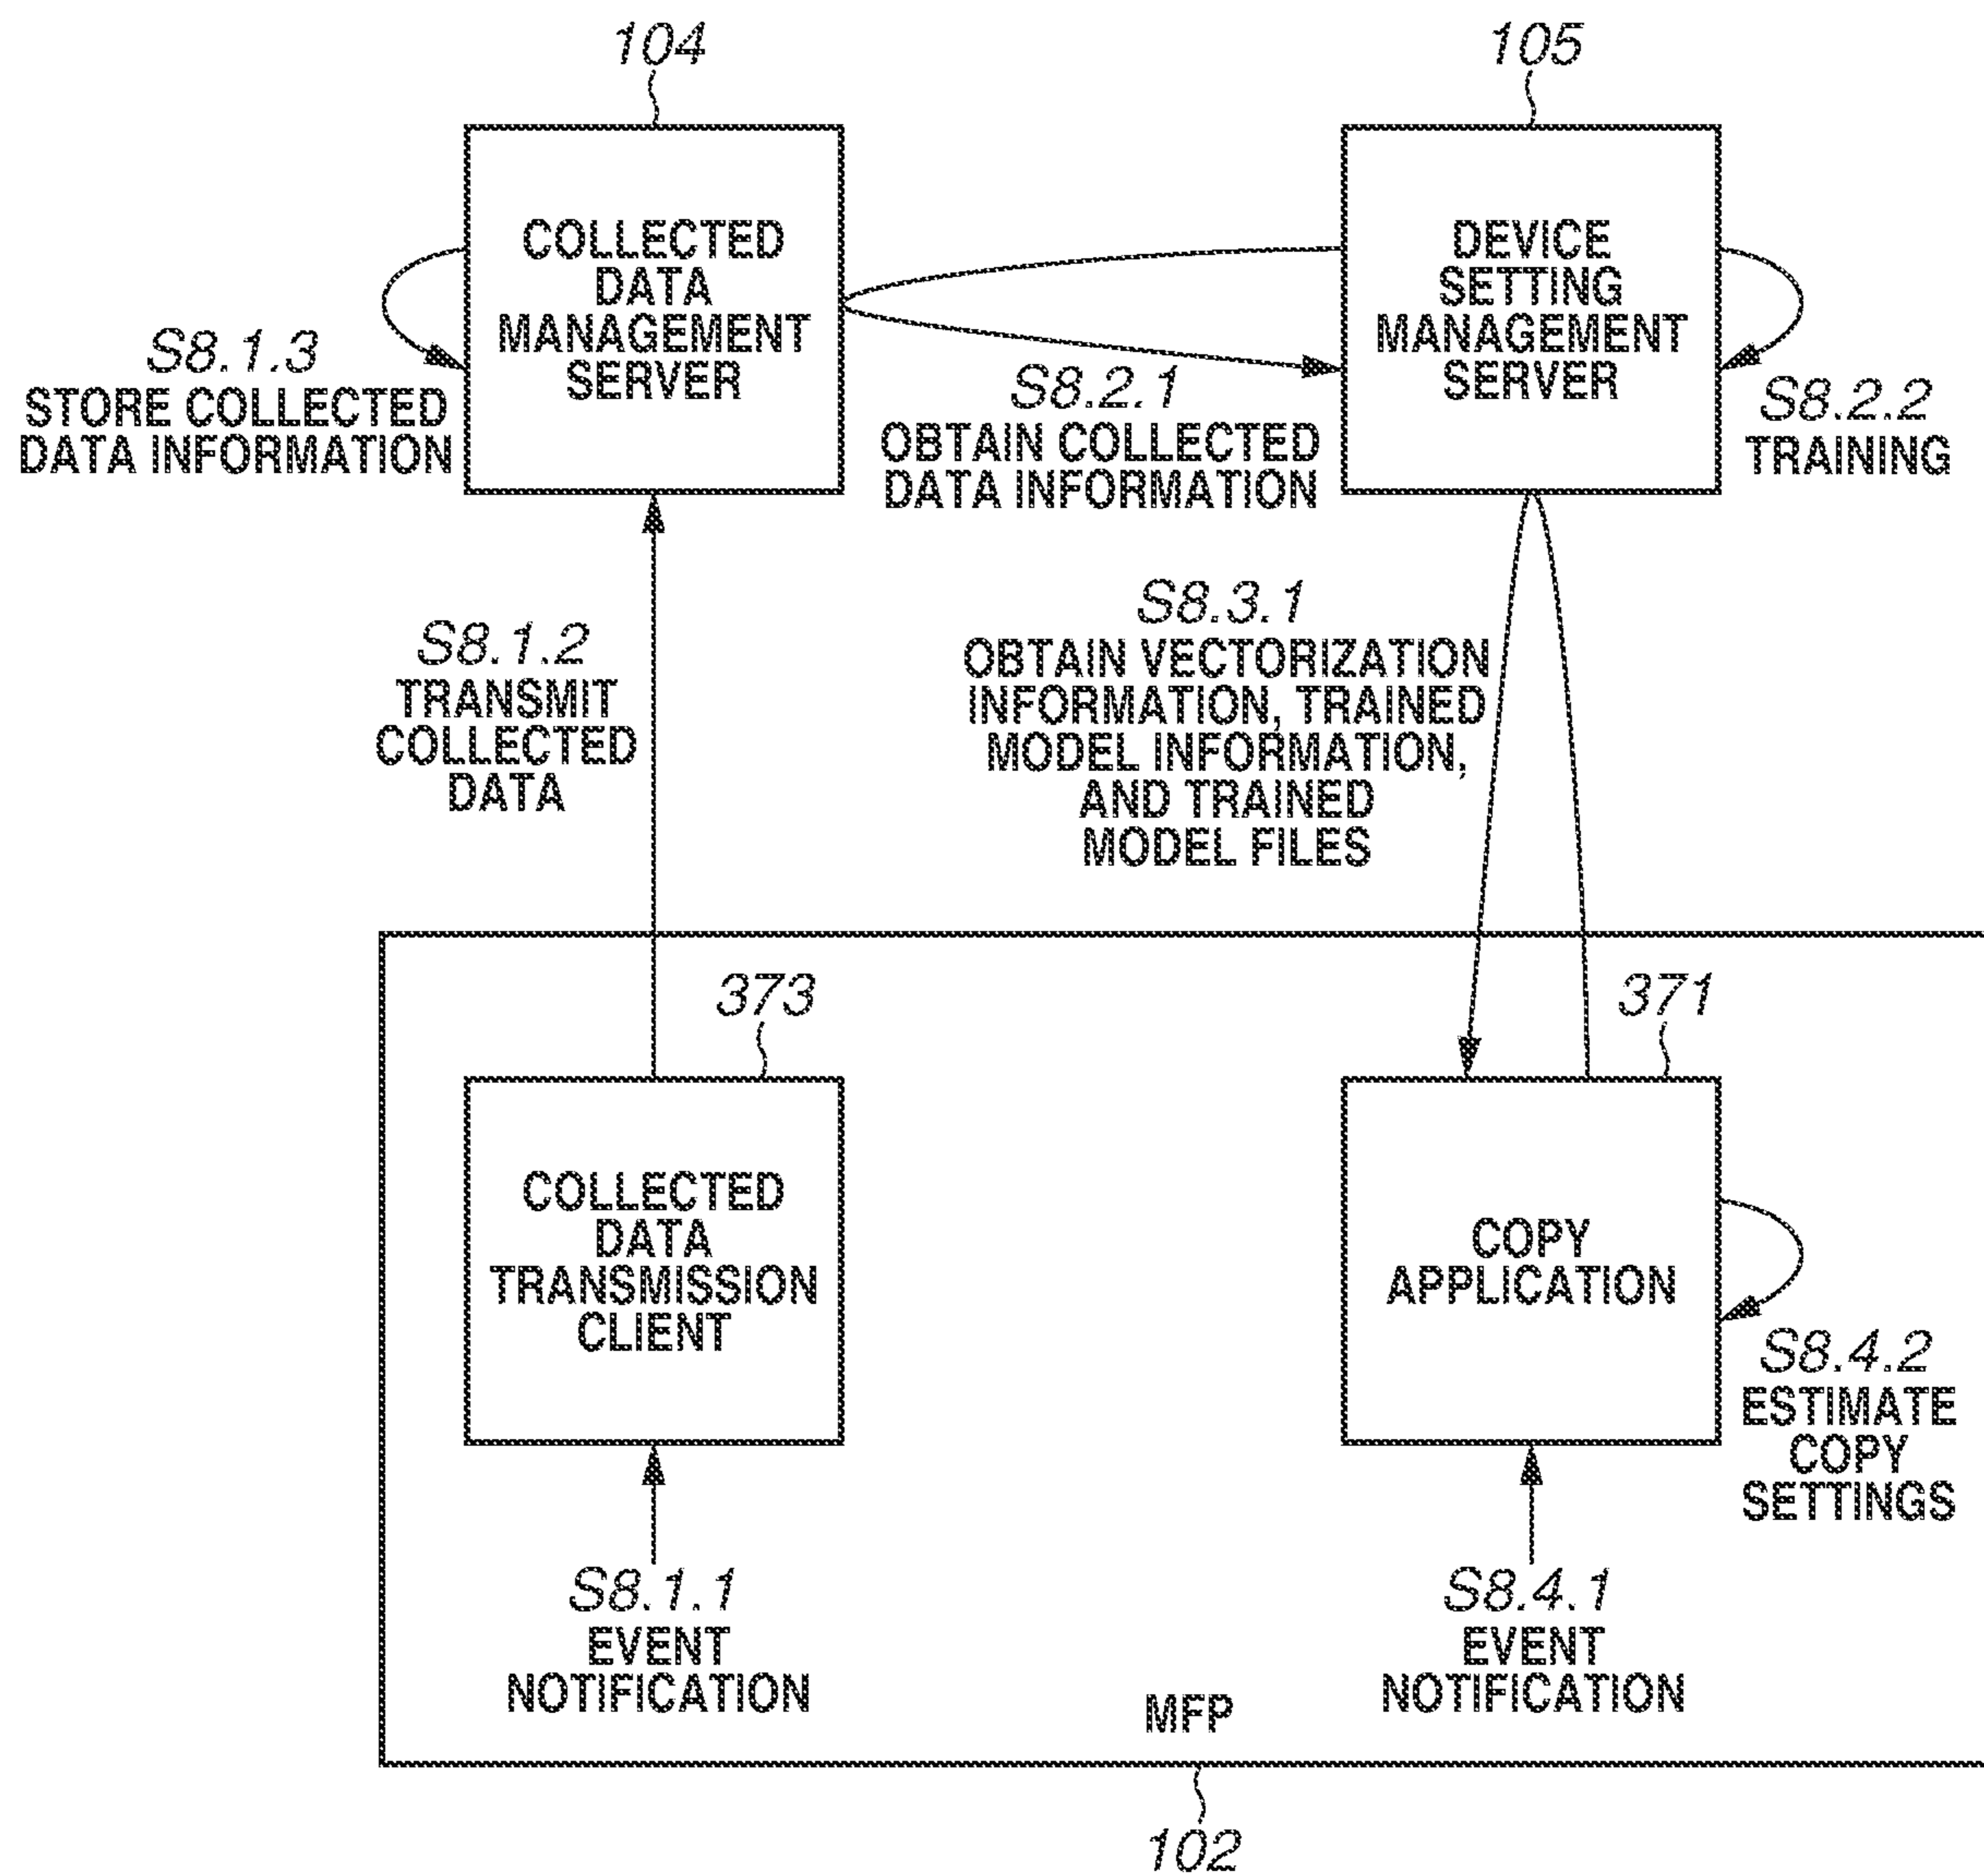 104
105
COLLECTED
DATA
MANAGEMENT
SERVER
DEVICE
SETTING
MANAGEMENT
SERVER
S8.1.3
STORE COLLECTED
DATA INFORMATION
S8.2.1
OBTAIN COLLECTED
DATA INFORMATION
S8.2.2
TRAINING
S8.1.2
TRANSMIT
COLLECTED
DATA
S8.3.1
OBTAIN VECTORIZATION
INFORMATION, TRAINED
MODEL INFORMATION,
AND TRAINED
MODEL FILES
373
371
COLLECTED
DATA
TRANSMISSION
CLIENT
COPY
APPLICATION
S8.4.2
ESTIMATE
COPY
SETTINGS
S8.1.1
EVENT
NOTIFICATION
S8.4.1
EVENT
NOTIFICATION
MFP
102